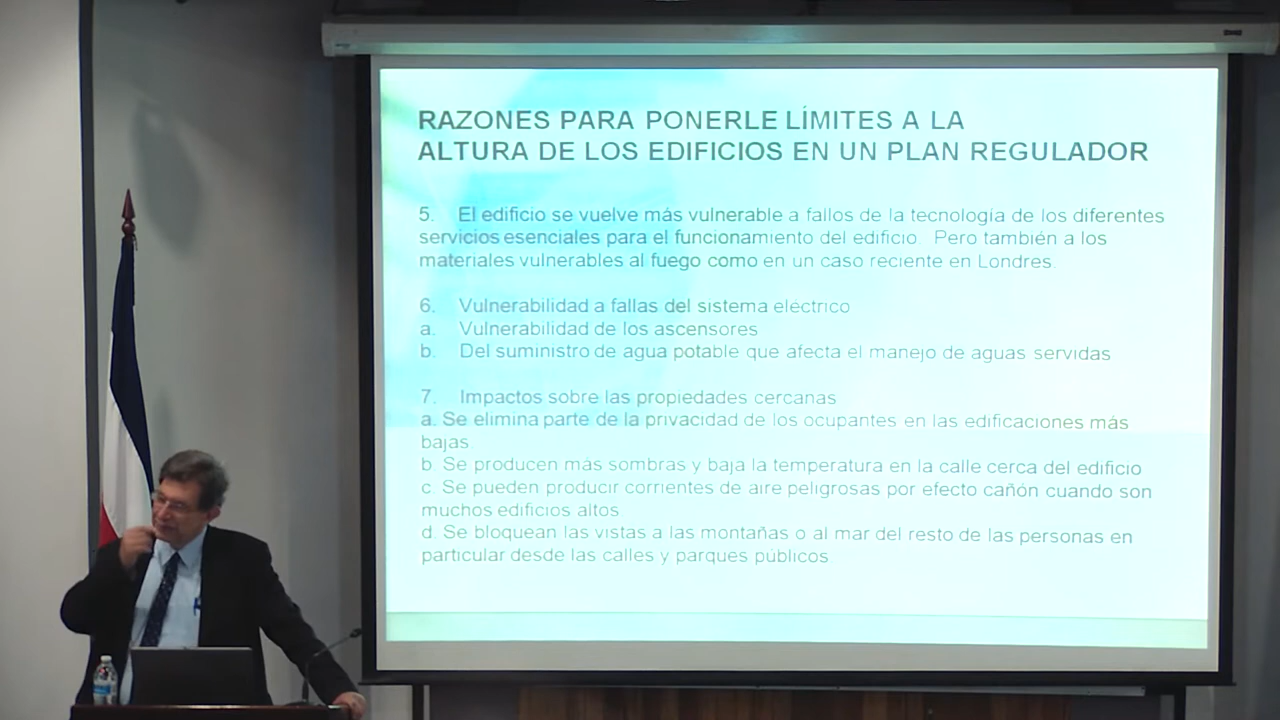 RAZONES PARA PONERLE LÍMITES A LA
ALTURA DE LOS EDIFICIOS EN UN PLAN REGULADOR
5. El edificio se vuelve más vulnerable a fallos de la tecnología de los diferentes
servicios esenciales para el funcionamiento del edificio. Pero también a los
materiales vulnerables al fuego como en un caso reciente en Londres.
6. Vulnerabilidad a fallas del sistema eléctrico
a. Vulnerabilidad de los ascensores
b. Del suministro de agua potable que afecta el manejo de aguas servidas
7. Impactos sobre las propiedades cercanas
a. Se elimina parte de la privacidad de los ocupantes en las edificaciones más
bajas.
b. Se producen más sombras y baja la temperatura en la calle cerca del edificio
c. Se pueden producir corrientes de aire peligrosas por efecto cañón cuando son
muchos edificios altos
d. Se bloquean las vistas a las montañas o al mar del resto de las personas en
particular desde las calles y parques públicos